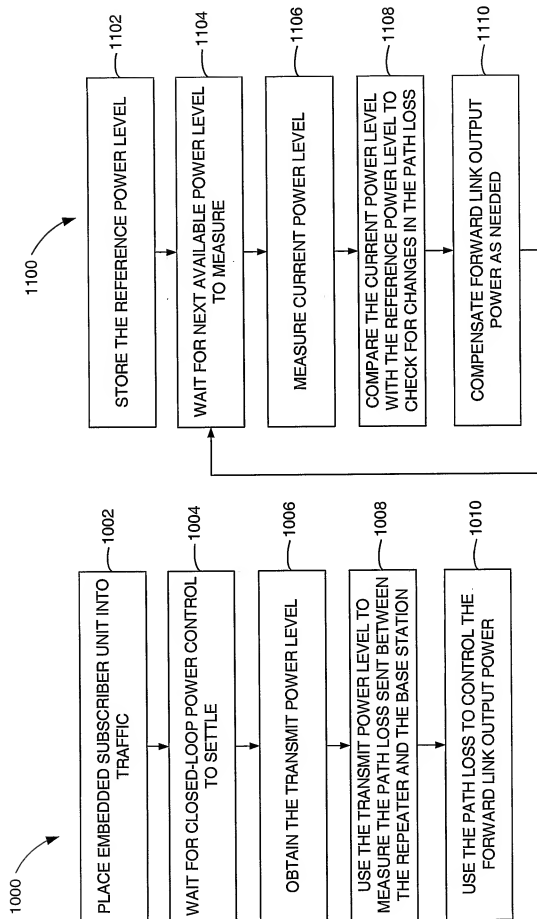 1000
PLACE EMBEDDED SUBSCRIBER UNIT INTO
TRAFFIC
1002
WAIT FOR CLOSED-LOOP POWER CONTROL
TO SETTLE
1004
OBTAIN THE TRANSMIT POWER LEVEL
1006
USE THE TRANSMIT POWER LEVEL TO
MEASURE THE PATH LOSS SENT BETWEEN
THE REPEATER AND THE BASE STATION
1008
USE THE PATH LOSS TO CONTROL THE
FORWARD LINK OUTPUT POWER
1010
1100
STORE THE REFERENCE POWER LEVEL
1102
WAIT FOR NEXT AVAILABLE POWER LEVEL
TO MEASURE
1104
MEASURE CURRENT POWER LEVEL
1106
COMPARE THE CURRENT POWER LEVEL
WITH THE REFERENCE POWER LEVEL TO
CHECK FOR CHANGES IN THE PATH LOSS
1108
COMPENSATE FORWARD LINK OUTPUT
POWER AS NEEDED
1110